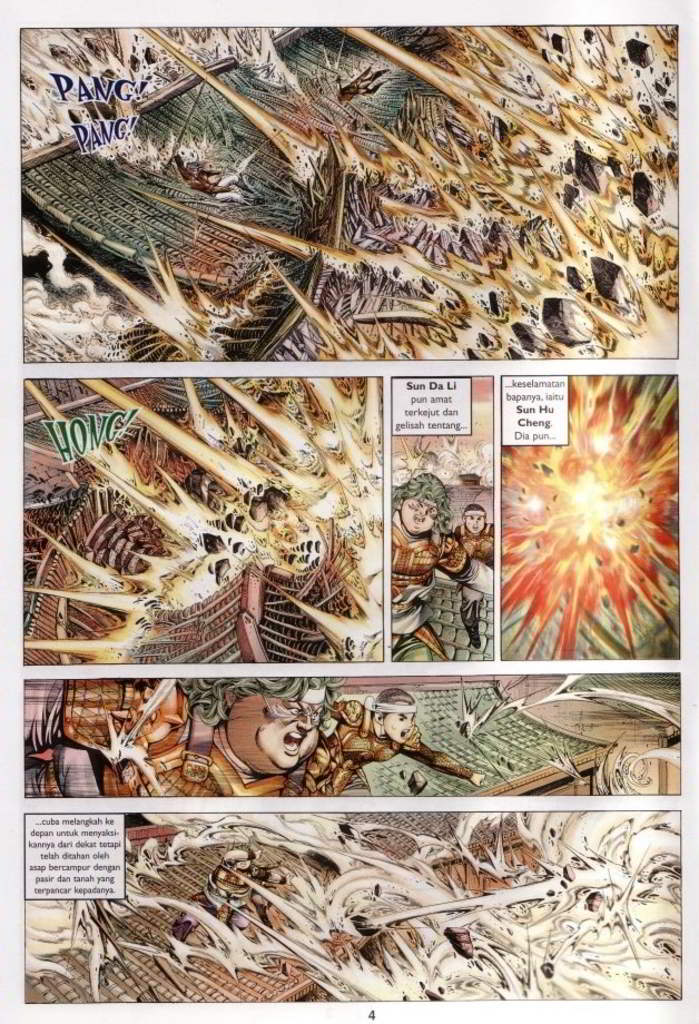 PANG!
PANG!
HONG!
Sun Da Li
pun amat
terkejut dan
gelisah tentang...
...keselamatan
bapanya, iaitu
Sun Hu
Cheng.
Dia pun...
...cuba melangkah ke
depan untuk menyaksi-
kannya dari dekat tetapi
telah ditahan oleh
asap bercampur dengan
pasir dan tanah yang
terpancar kepadanya.
4